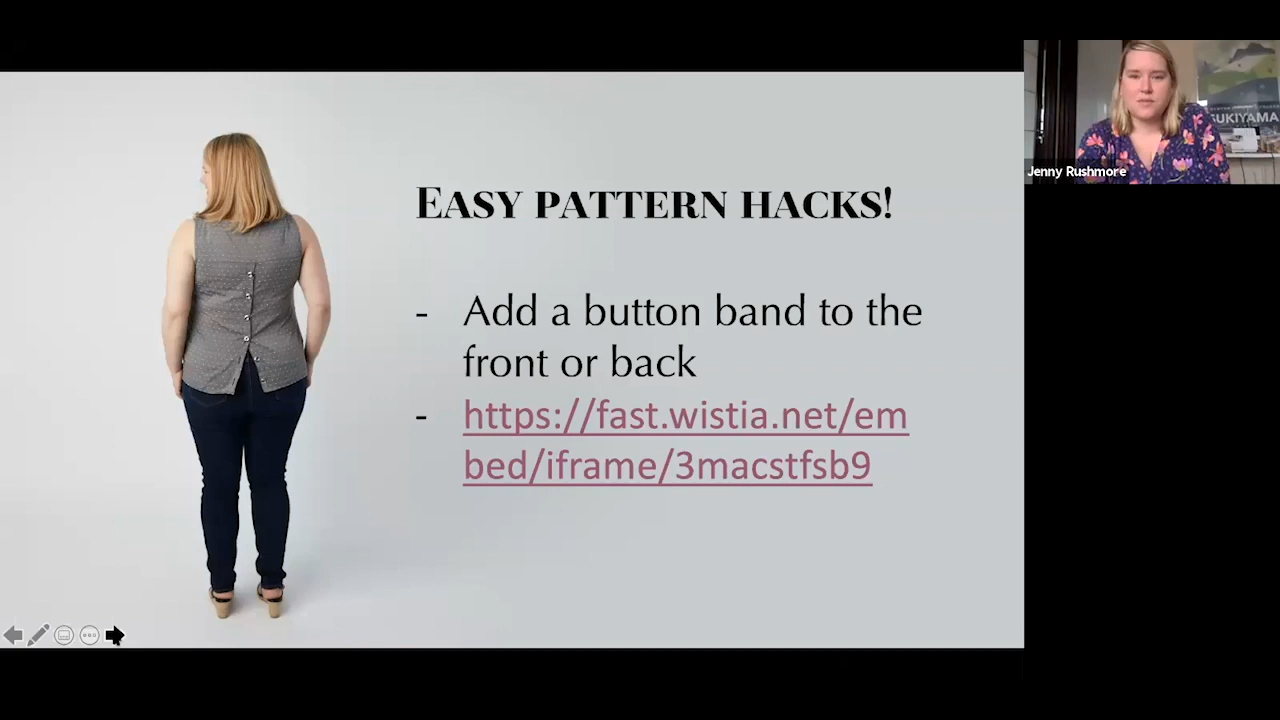 EASY PATTERN HACKS!
- Add a button band to the
front or back
- https://fast.wistia.net/em
bed/iframe/3macstfsb9
SUKIYAMA
Jenny Rushmore